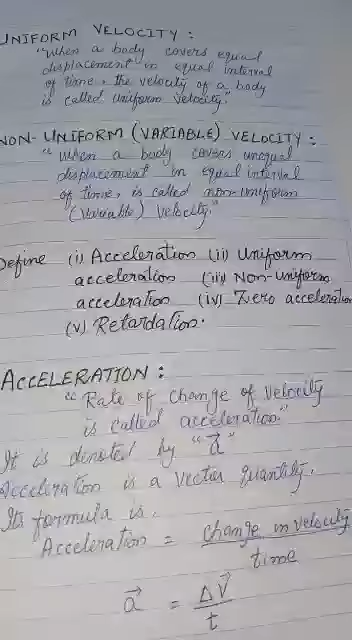 UNIFORM VELOCITY :
"When a body covers equal
displacement in equal interval
of time, the velocity of a body
is called uniform velocity."
NON-UNIFORM (VARIABLE) VELOCITY :
"When a body covers unequal
displacement in equal interval
of time, is called non-uniform
(variable) velocity."
Define (i) Acceleration (ii) Uniform
acceleration (iii) Non-uniform
acceleration (iv) Zero acceleration
(v) Retardation.
ACCELERATION :
"Rate of change of velocity
is called acceleration."
It is denoted by "a⃗"
Acceleration is a vector quantity.
Its formula is.
Acceleration = change in velocity
time
a⃗ = ΔV⃗
t